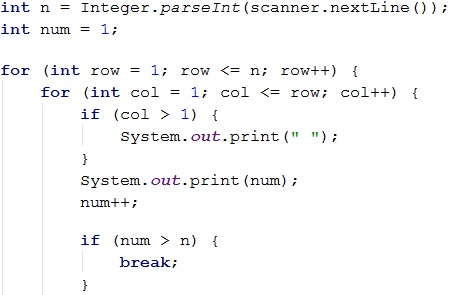 int n = Integer.parseInt(scanner.nextLine());
int num = 1;
for (int row = 1; row <= n; row++) {
for (int col = 1; col <= row; col++) {
if (col > 1) {
System.out.print(" ");
}
System.out.print(num);
num++;
if (num > n) {
break;
}